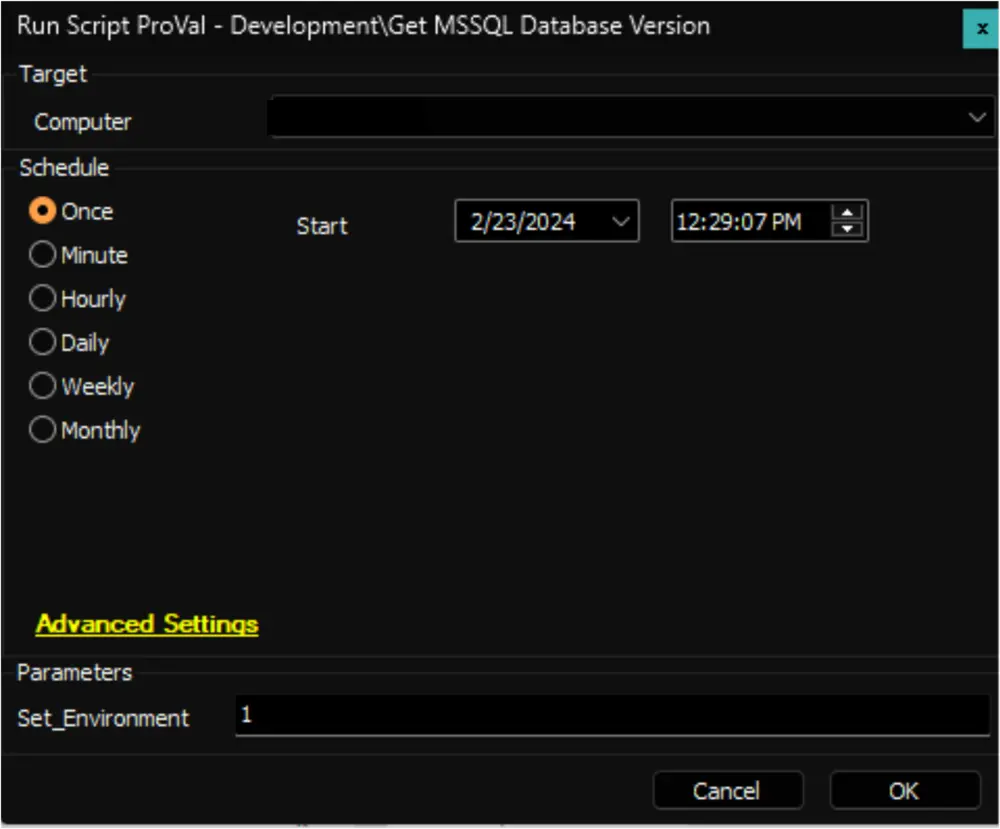 Run Script ProVal - Development\Get MSSQL Database Version x
Target
Computer
Schedule
Once
Start 2/23/2024 12:29:07 PM
Minute
Hourly
Daily
Weekly
Monthly
Advanced Settings
Parameters
Set_Environment 1
Cancel OK